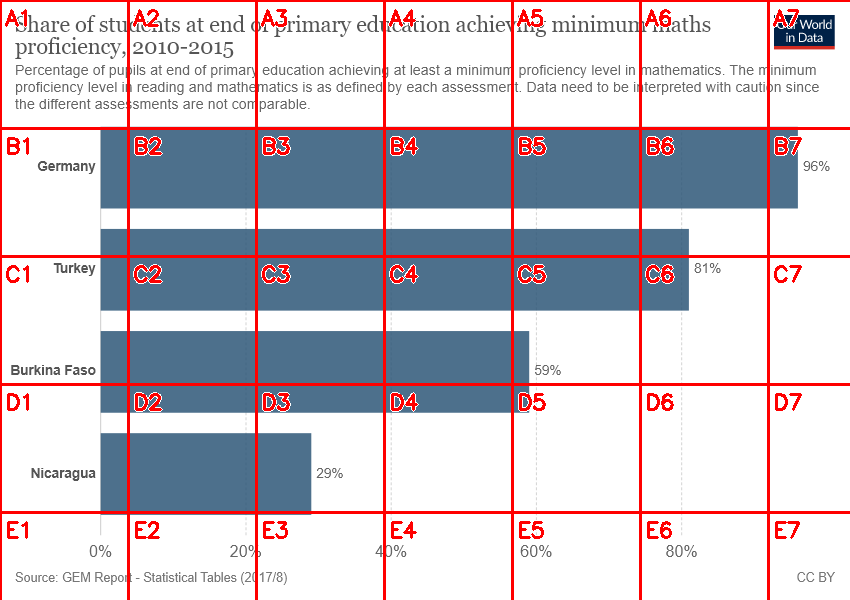 Share of students at end of primary education achieving minimum maths
proficiency, 2010-2015
Our World
in Data
Percentage of pupils at end of primary education achieving at least a minimum proficiency level in mathematics. The minimum
proficiency level in reading and mathematics is as defined by each assessment. Data need to be interpreted with caution since
the different assessments are not comparable.
A1 A2 A3 A4 A5 A6 A7
B1 B2 B3 B4 B5 B6 B7
Germany 96%
C1 C2 C3 C4 C5 C6 C7
Turkey 81%
Burkina Faso 59%
D1 D2 D3 D4 D5 D6 D7
Nicaragua 29%
E1 E2 E3 E4 E5 E6 E7
0% 20% 40% 60% 80%
Source: GEM Report - Statistical Tables (2017/8) CC BY